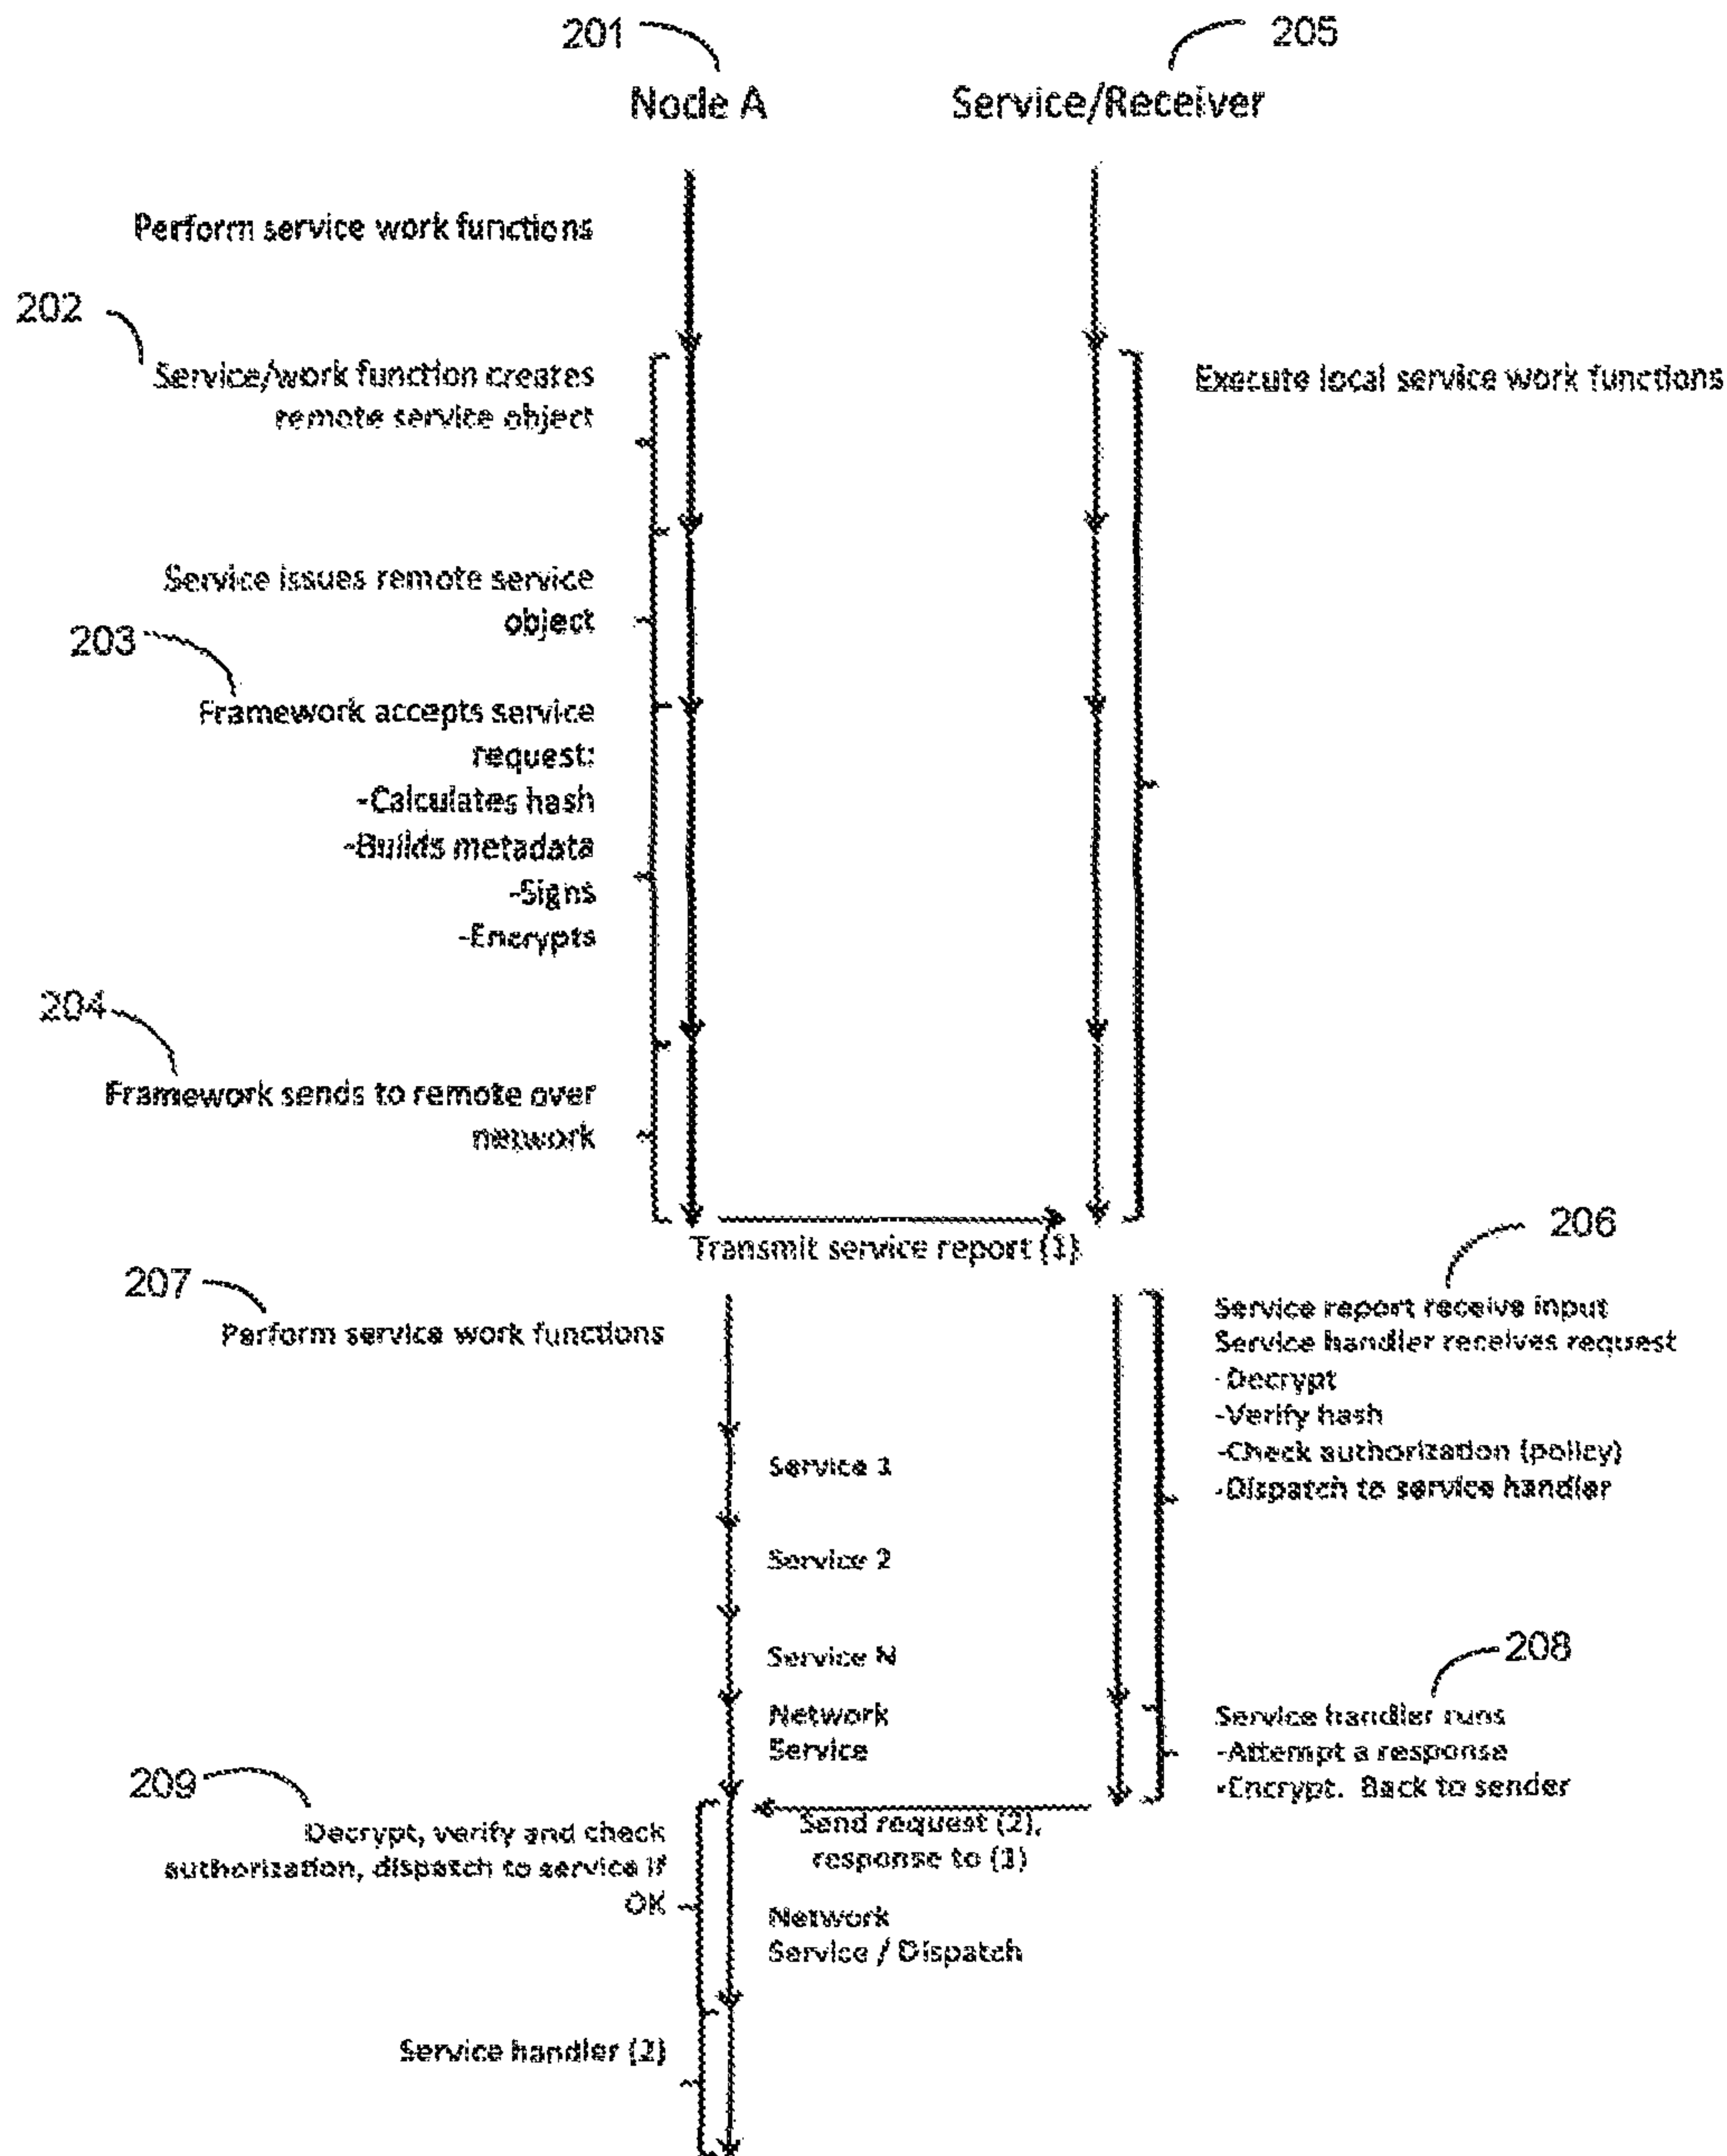 201
205
Node A
Service/Receiver
Perform service work functions
202
Service/work function creates
remote service object
Execute local service work functions
Service issues remote service
object
203
Framework accepts service
request:
-Calculates hash
-Builds metadata
-Signs
-Encrypts
204
Framework sends to remote over
network
Transmit service report (1)
206
207
Perform service work functions
Service report receive input
Service handler receives request
-Decrypt
-Verify hash
-Check authorization (policy)
-Dispatch to service handler
Service 1
Service 2
Service N
208
Network
Service
Service handler runs
-Attempt a response
-Encrypt. Back to sender
209
Send request (2),
response to (1)
Decrypt, verify and check
authorization, dispatch to service if
OK
Network
Service / Dispatch
Service handler (2)